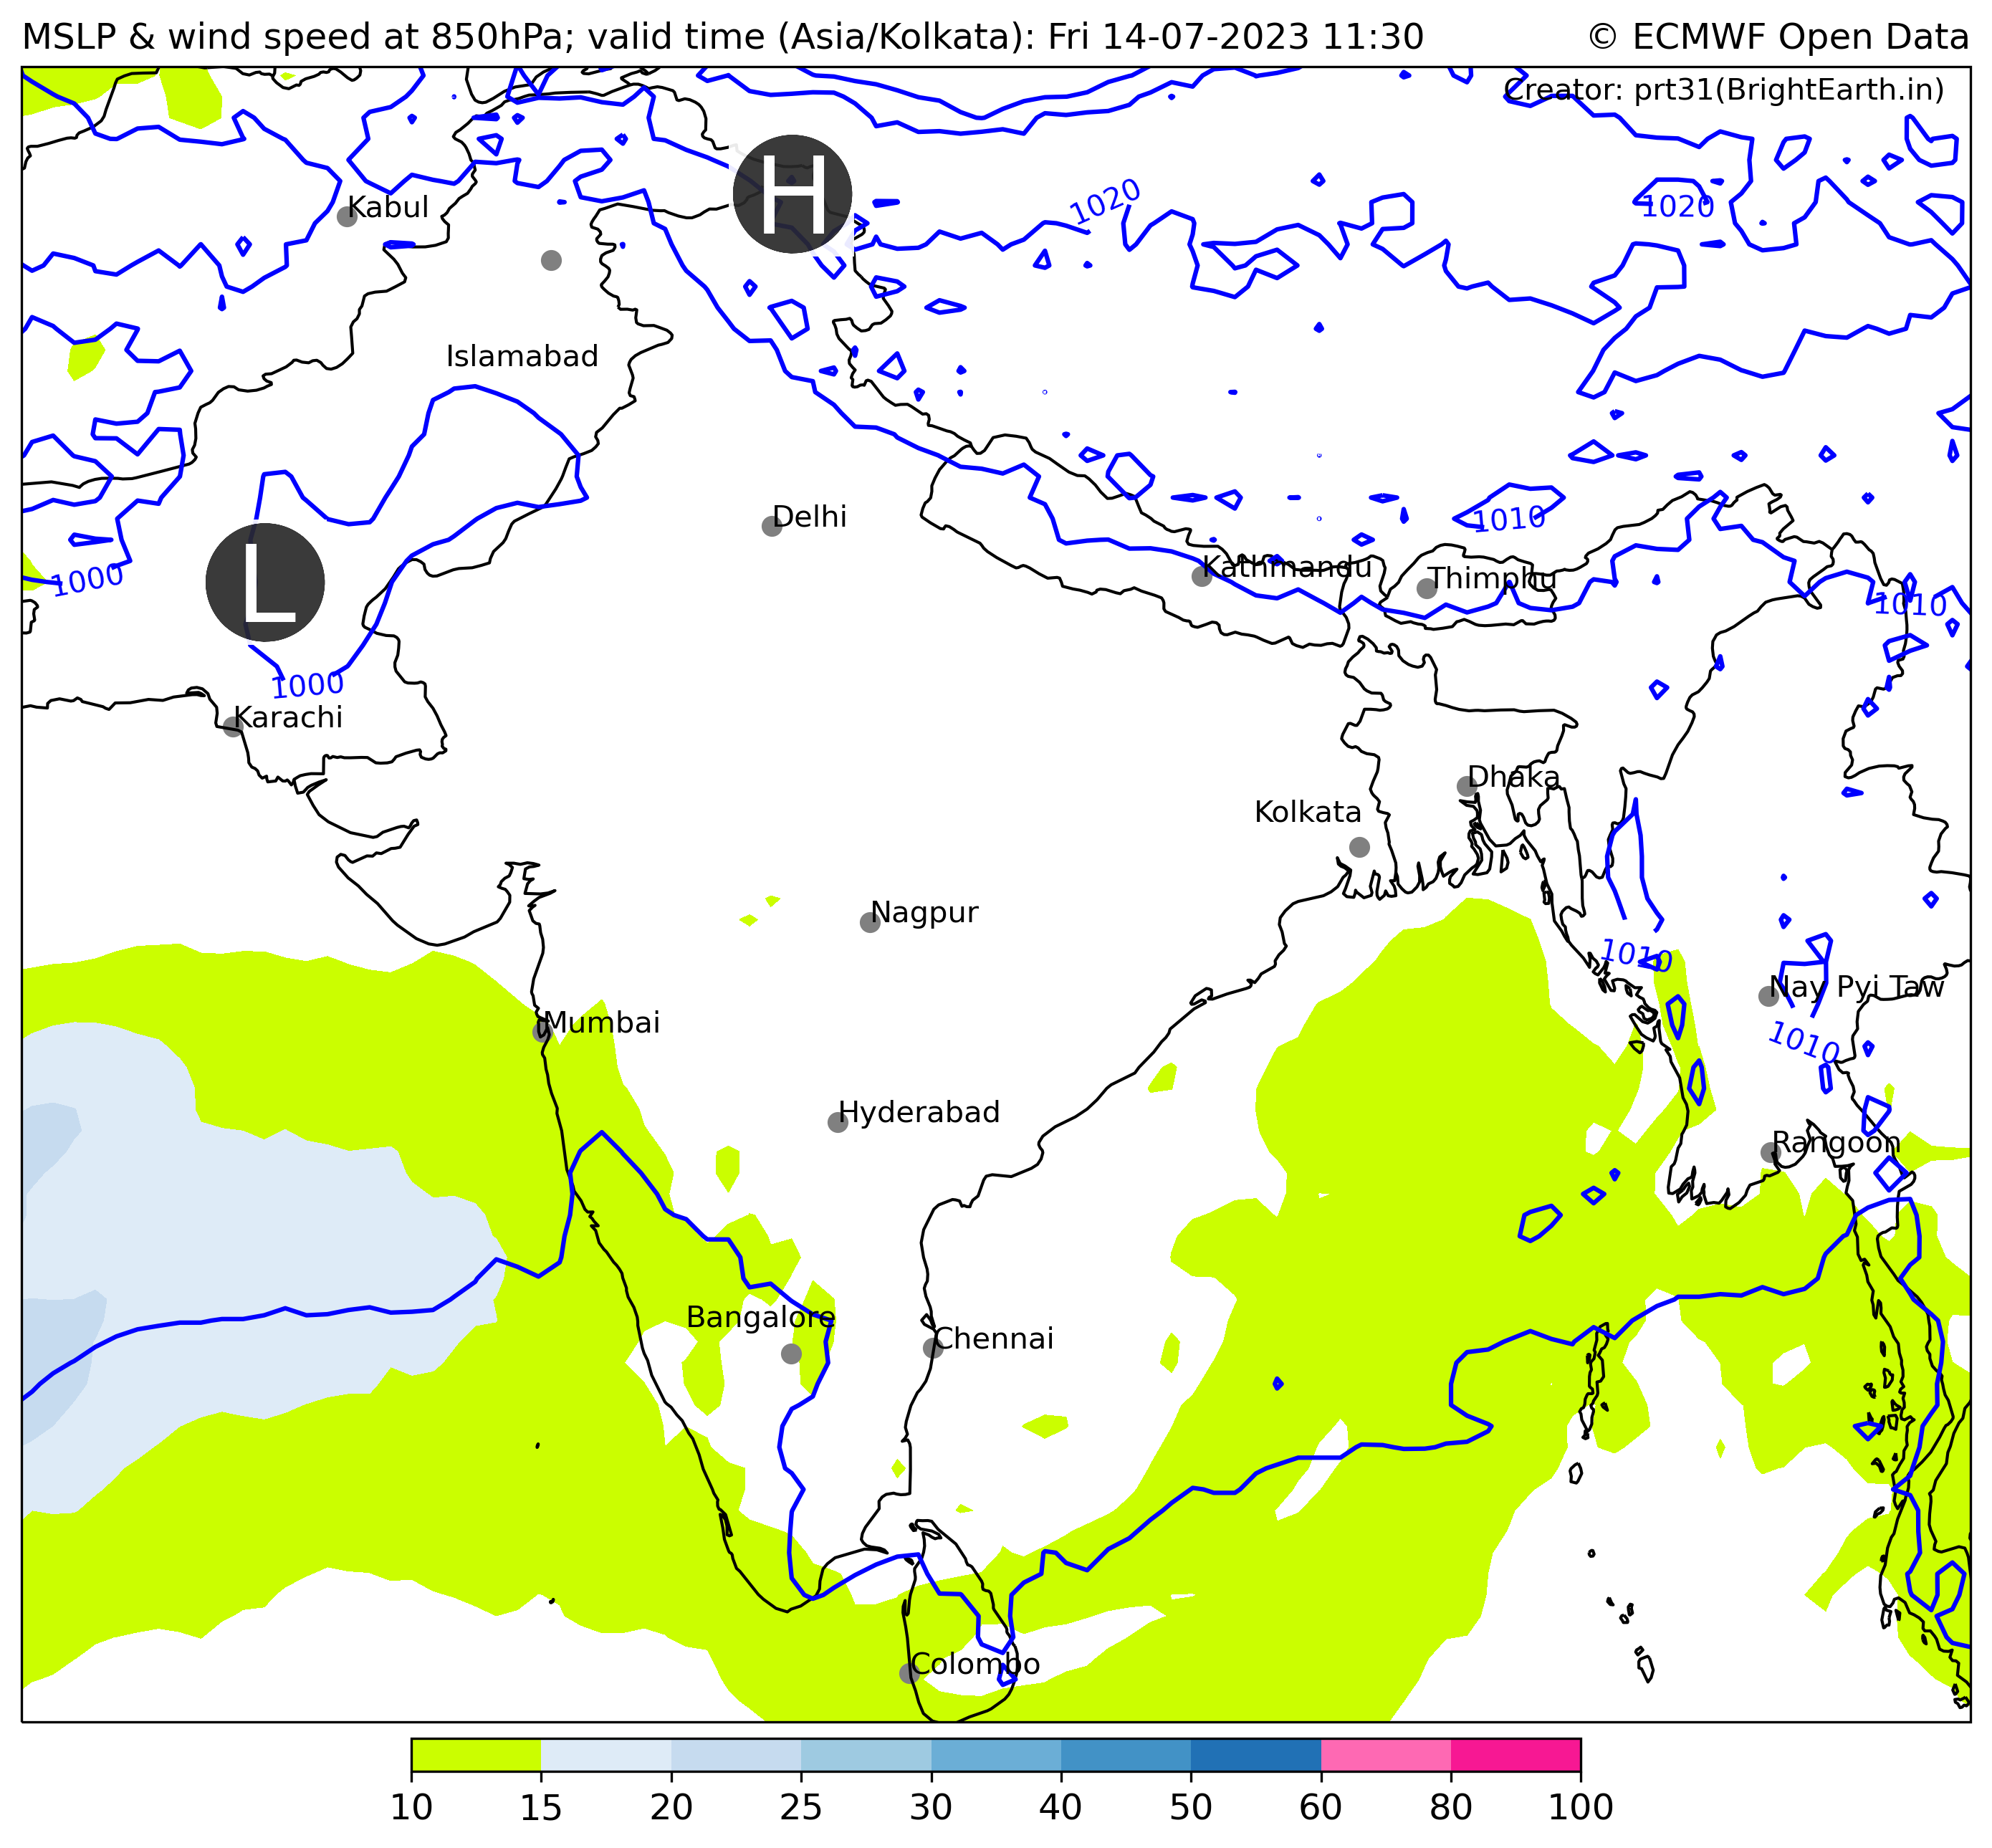 MSLP & wind speed at 850hPa; valid time (Asia/Kolkata): Fri 14-07-2023 11:30
© ECMWF Open Data
Creator: prt31(BrightEarth.in)
H
1020
1020
Kabul
Islamabad
Delhi
1010
L
1000
Kathmandu
Thimphu
1010
1000
Karachi
Dhaka
Kolkata
Nagpur
1010
Nay Pyi Taw
Mumbai
1010
Hyderabad
Rangoon
Bangalore
Chennai
Colombo
10 15 20 25 30 40 50 60 80 100